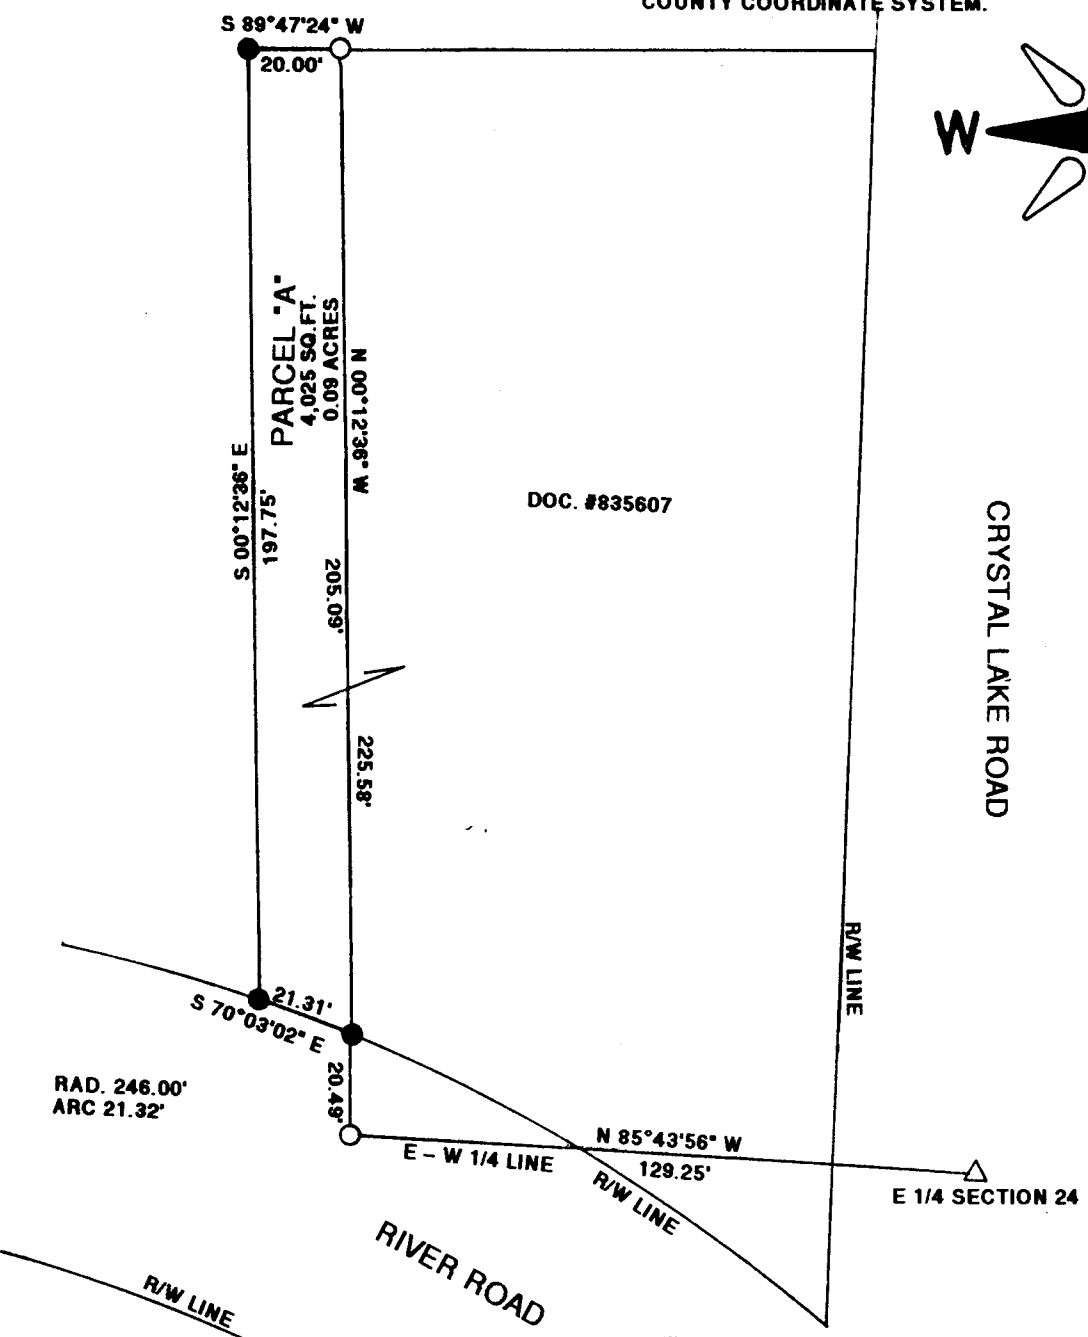 COUNTY COORDINATE SYSTEM.
S 89°47'24" W
20.00'
W
PARCEL "A"
4,025 SQ.FT.
0.09 ACRES
N 00°12'36" W
S 00°12'36" E
197.75'
205.09'
DOC. #835607
CRYSTAL LAKE ROAD
225.58'
R/W LINE
21.31'
S 70°03'02" E
20.49'
RAD. 246.00'
ARC 21.32'
N 85°43'56" W
E – W 1/4 LINE
129.25'
E 1/4 SECTION 24
R/W LINE
RIVER ROAD
R/W LINE